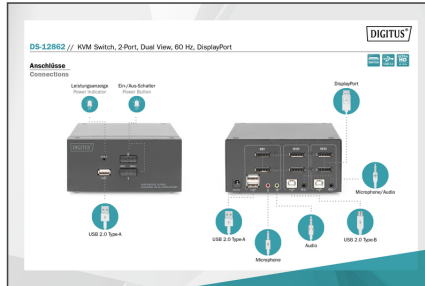 DIGITUS®
DS-12862 // KVM Switch, 2-Port, Dual View, 60 Hz, DisplayPort
Anschlüsse
Connections
Leistungsanzeige
Power Indicator
Ein-/Aus-Schalter
Power Button
DisplayPort
DIGITUS
USB 2.0 Type-A
USB 2.0 Type-A
Microphone
Audio
USB 2.0 Type-B
Microphone/Audio